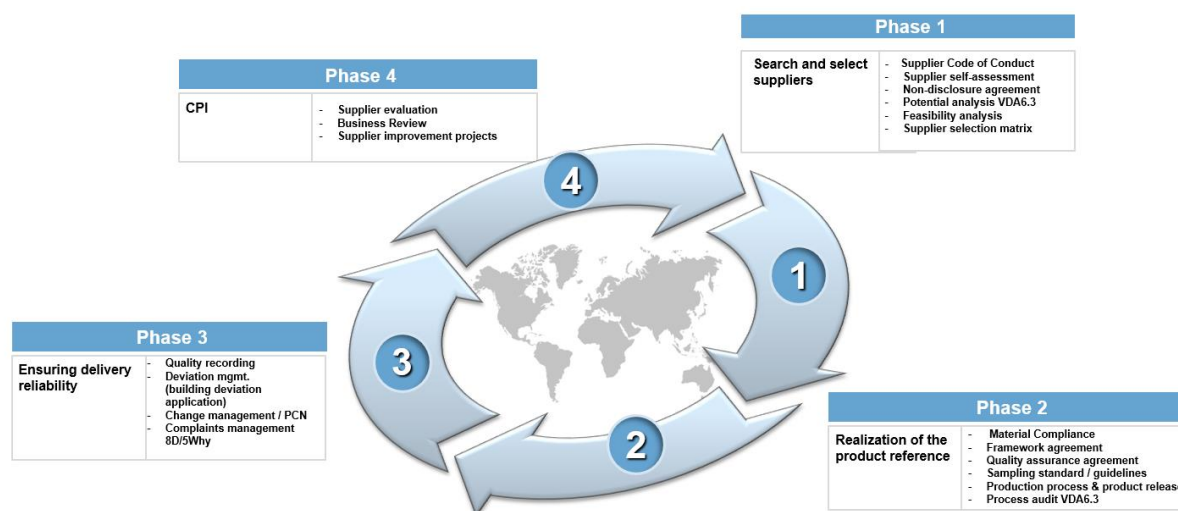 Phase 1
Search and select
suppliers
- Supplier Code of Conduct
- Supplier self-assessment
- Non-disclosure agreement
- Potential analysis VDA6.3
- Feasibility analysis
- Supplier selection matrix
Phase 4
CPI
- Supplier evaluation
- Business Review
- Supplier improvement projects
4
1
3
2
Phase 3
Ensuring delivery
reliability
- Quality recording
- Deviation mgmt.
(building deviation
application)
- Change management / PCN
- Complaints management
8D/5Why
Phase 2
Realization of the
product reference
- Material Compliance
- Framework agreement
- Quality assurance agreement
- Sampling standard / guidelines
- Production process & product release
- Process audit VDA6.3